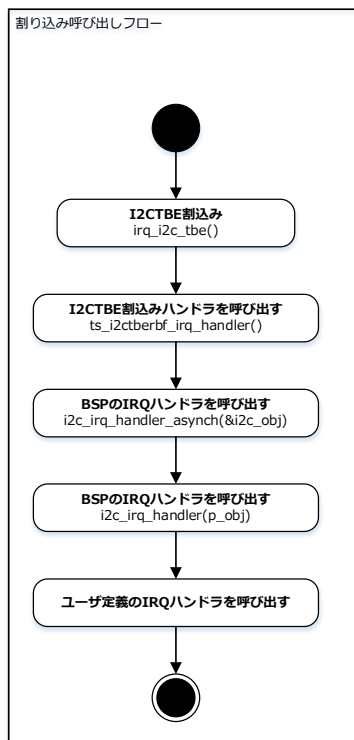 割り込み呼び出しフロー
I2CTBE割込み
irq_i2c_tbe()
I2CTBE割込みハンドラを呼び出す
ts_i2ctberbf_irq_handler()
BSPのIRQハンドラを呼び出す
i2c_irq_handler_asynch(&i2c_obj)
BSPのIRQハンドラを呼び出す
i2c_irq_handler(p_obj)
ユーザ定義のIRQハンドラを呼び出す